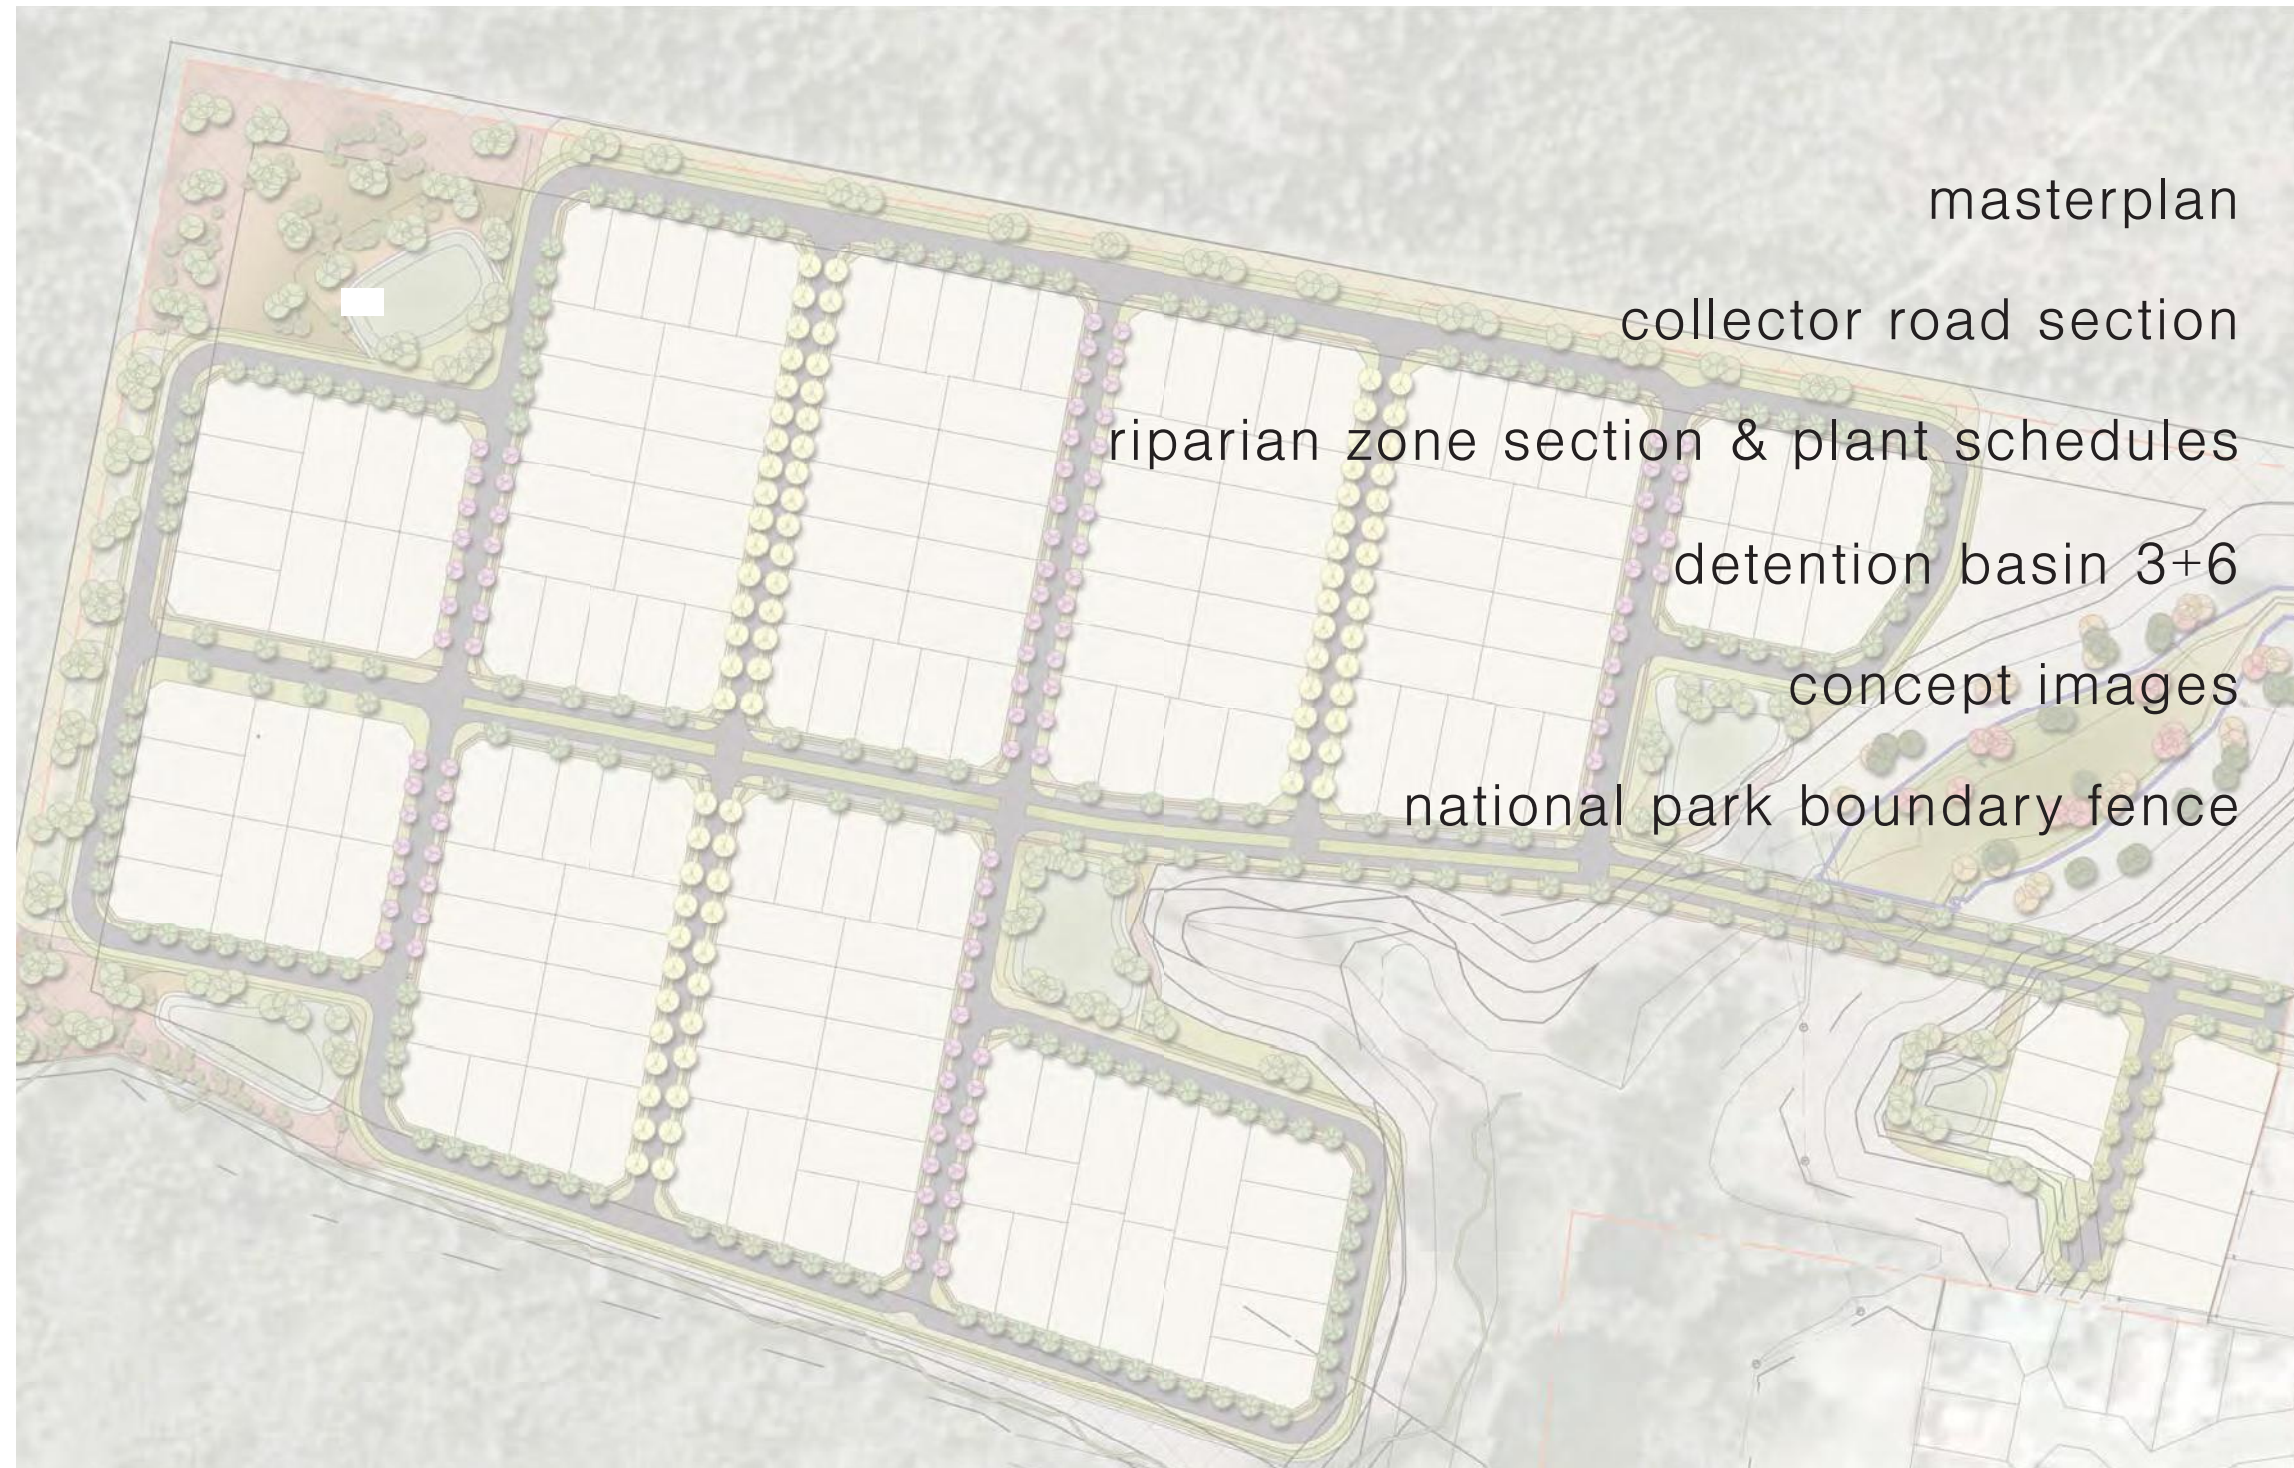 masterplan
collector road section
riparian zone section & plant schedules
detention basin 3+6
concept images
national park boundary fence